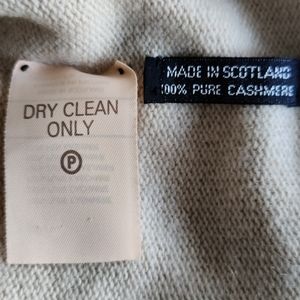 DRY CLEAN
ONLY
P
MADE IN SCOTLAND
100% PURE CASHMERE